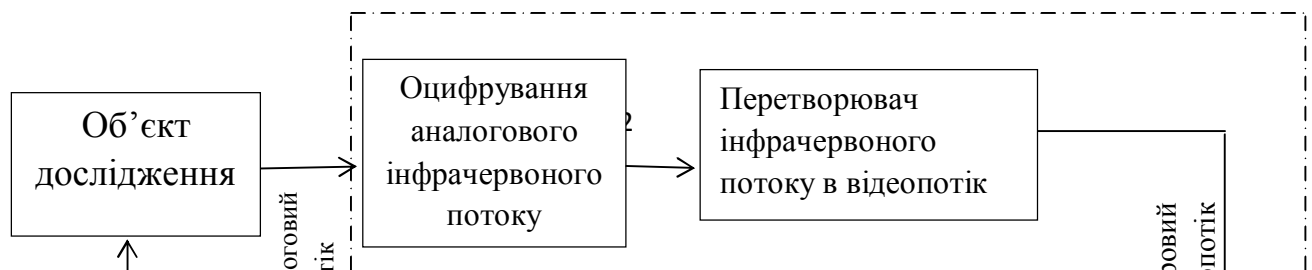 Об’єкт
дослідження
Оцифрування
аналогового
інфрачервоного
потоку
Перетворювач
інфрачервоного
потоку в відеопотік